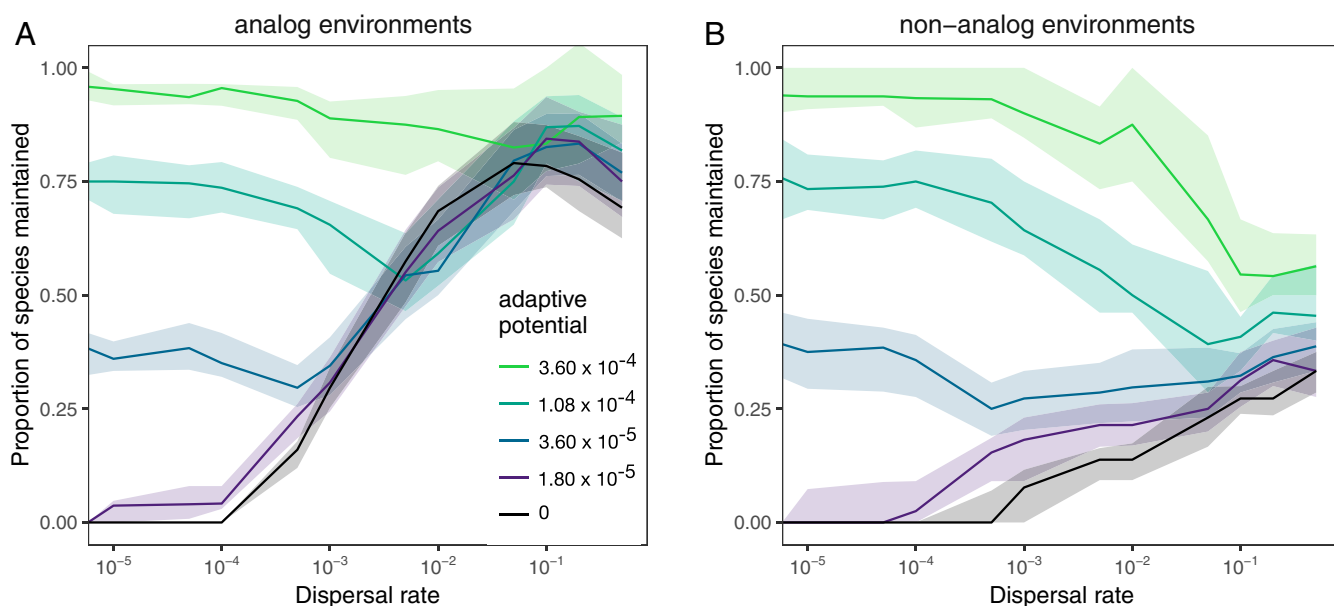 A
analog environments
Proportion of species maintained
1.00
0.75
0.50
0.25
0.00
adaptive
potential
3.60 x 10⁻⁴
1.08 x 10⁻⁴
3.60 x 10⁻⁵
1.80 x 10⁻⁵
0
10⁻⁵ 10⁻⁴ 10⁻³ 10⁻² 10⁻¹
Dispersal rate
B
non−analog environments
Proportion of species maintained
1.00
0.75
0.50
0.25
0.00
10⁻⁵ 10⁻⁴ 10⁻³ 10⁻² 10⁻¹
Dispersal rate